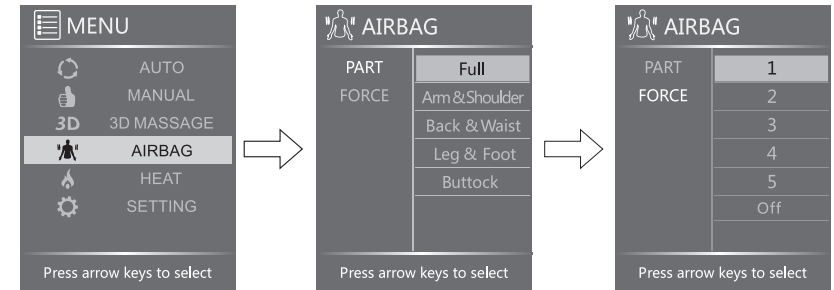 MENU
AUTO
MANUAL
3D 3D MASSAGE
AIRBAG
HEAT
SETTING
Press arrow keys to select
AIRBAG
PART Full
FORCE Arm & Shoulder
Back & Waist
Leg & Foot
Buttock
Press arrow keys to select
AIRBAG
PART 1
FORCE 2
3
4
5
Off
Press arrow keys to select